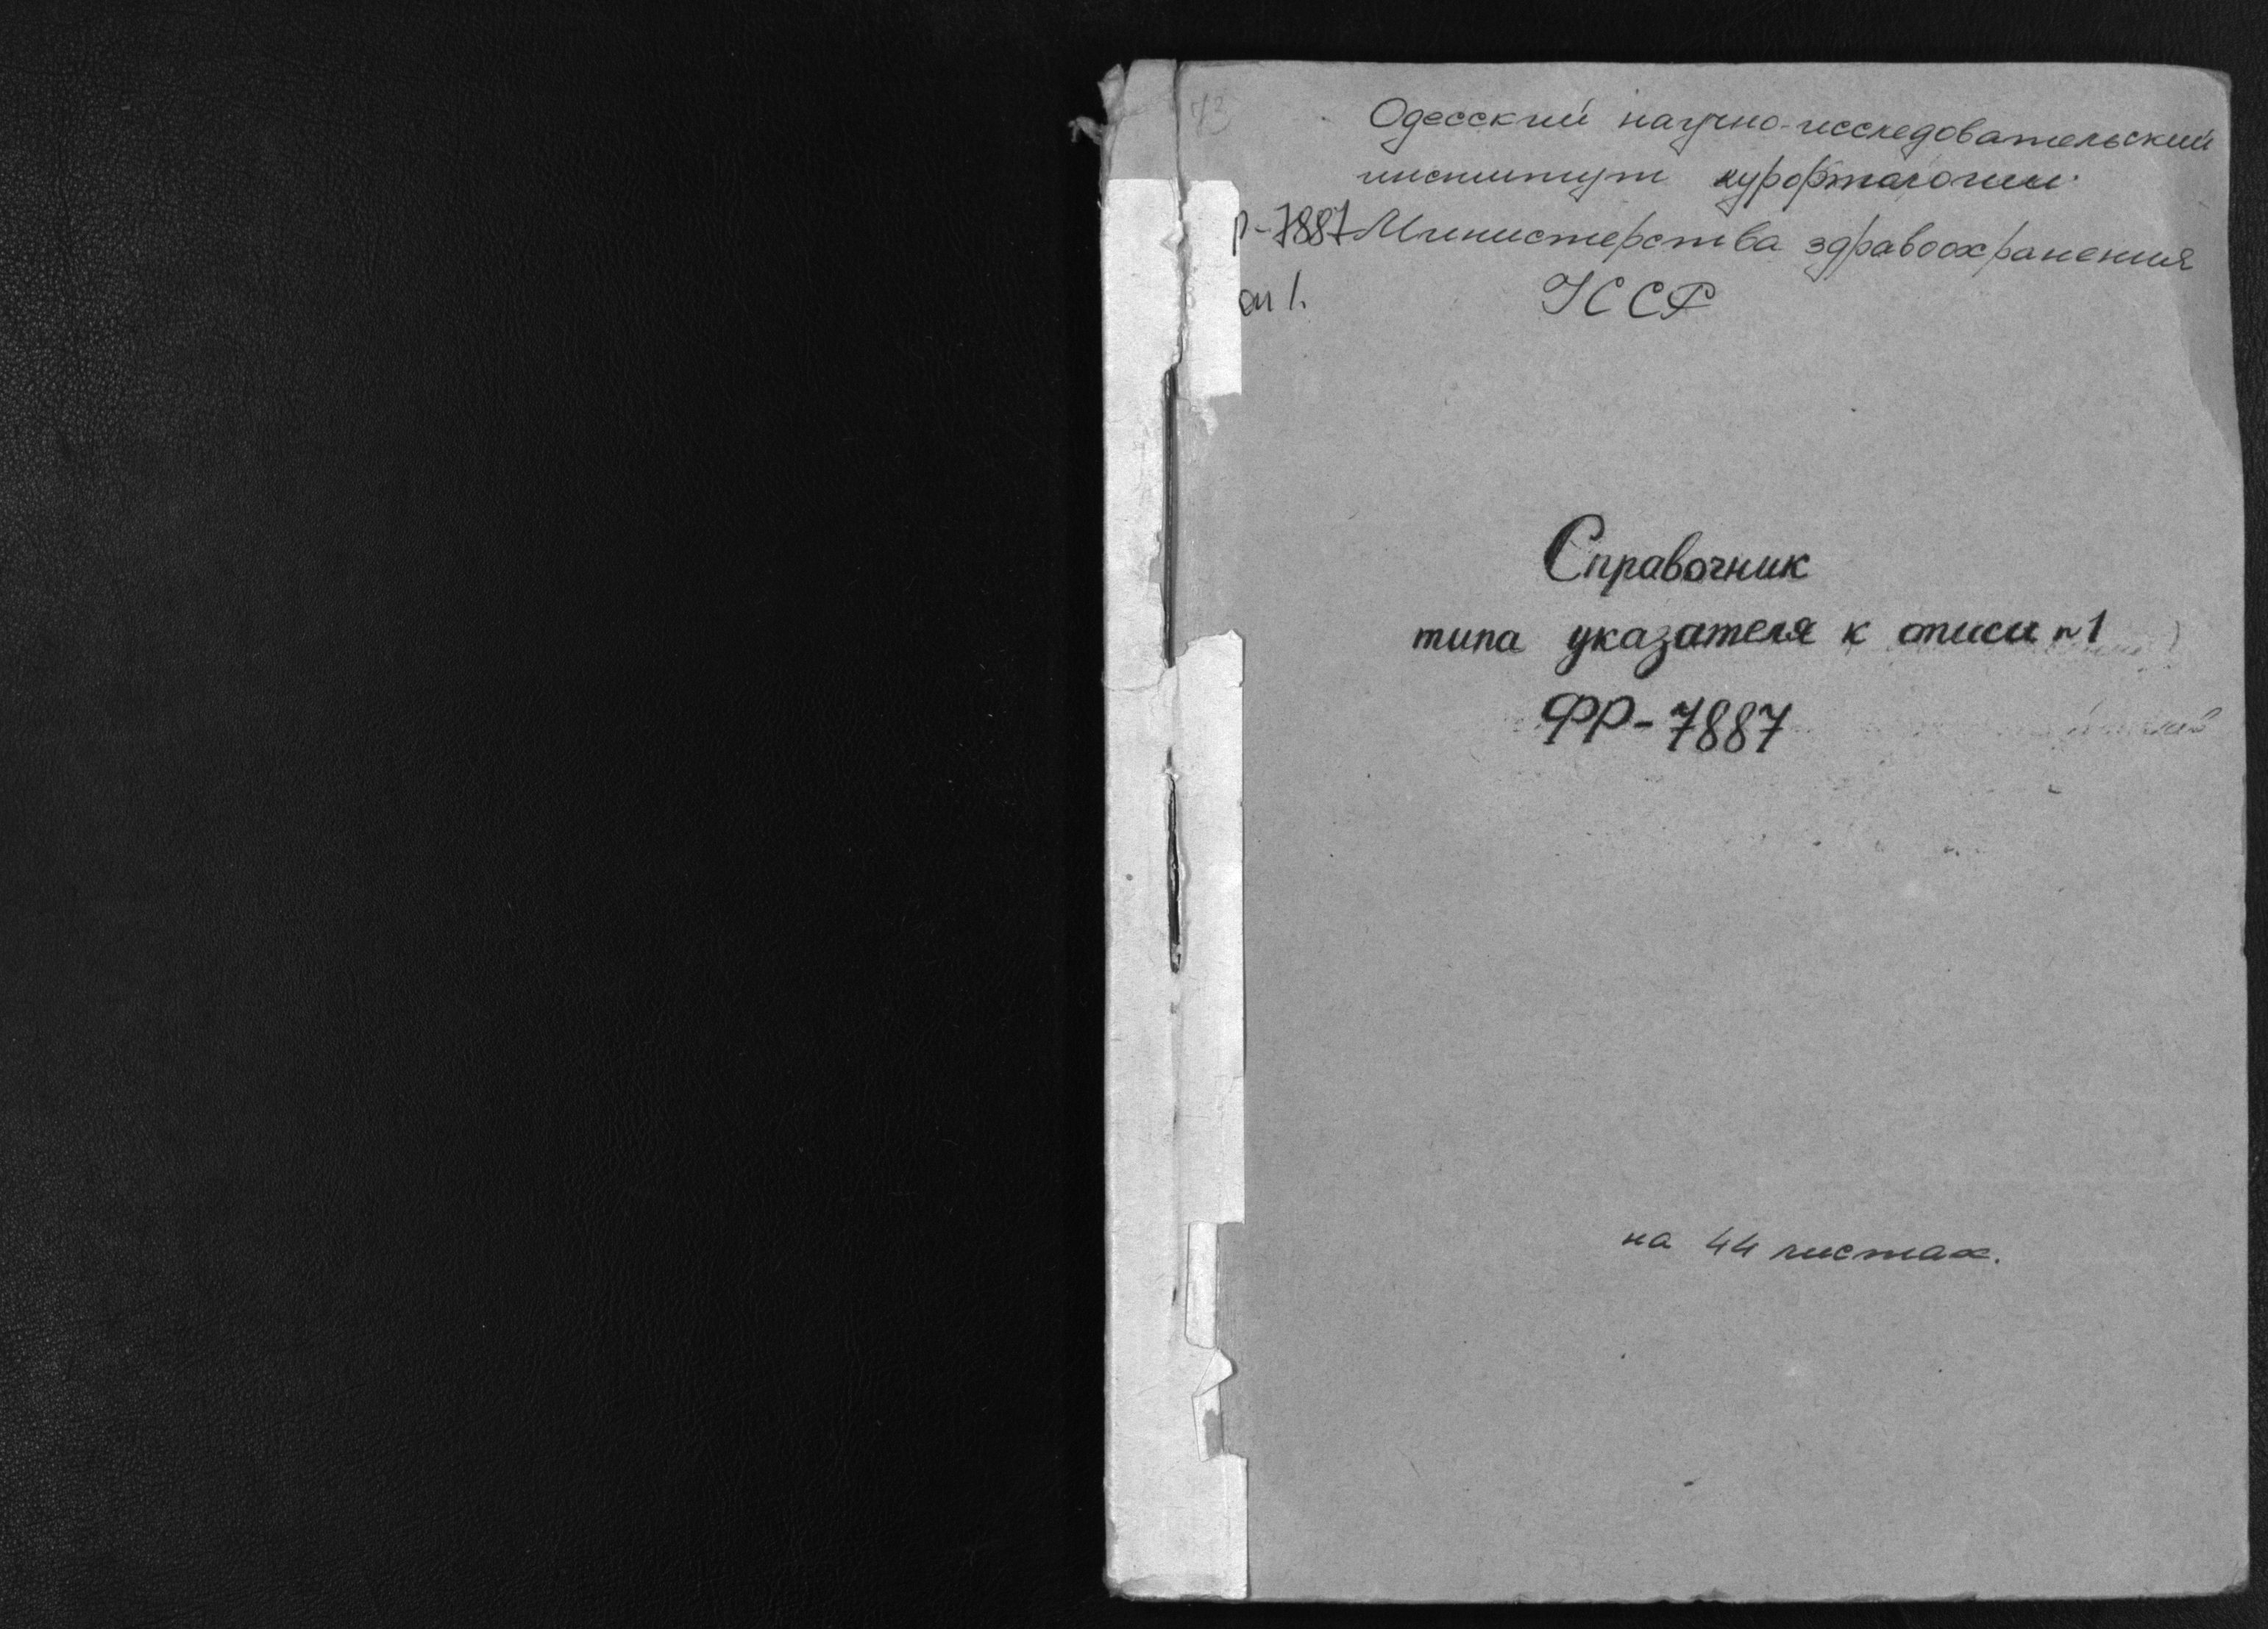 Одесский научно-исследовательский
институт курортологии.
Р-7887 Министерства здравоохранения
оп 1. УССР
Справочник
типа указателя к описи n 1
ФР-7887
на 44 листах.